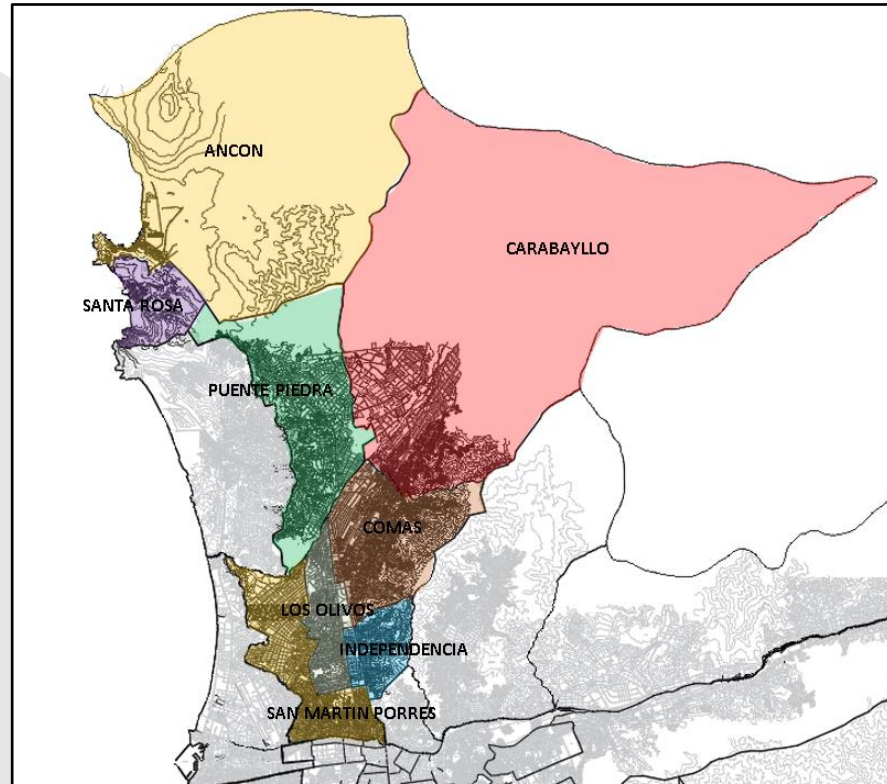 ANCON
CARABAYLLO
SANTA ROSA
PUENTE PIEDRA
COMAS
LOS OLIVOS
INDEPENDENCIA
SAN MARTIN PORRES